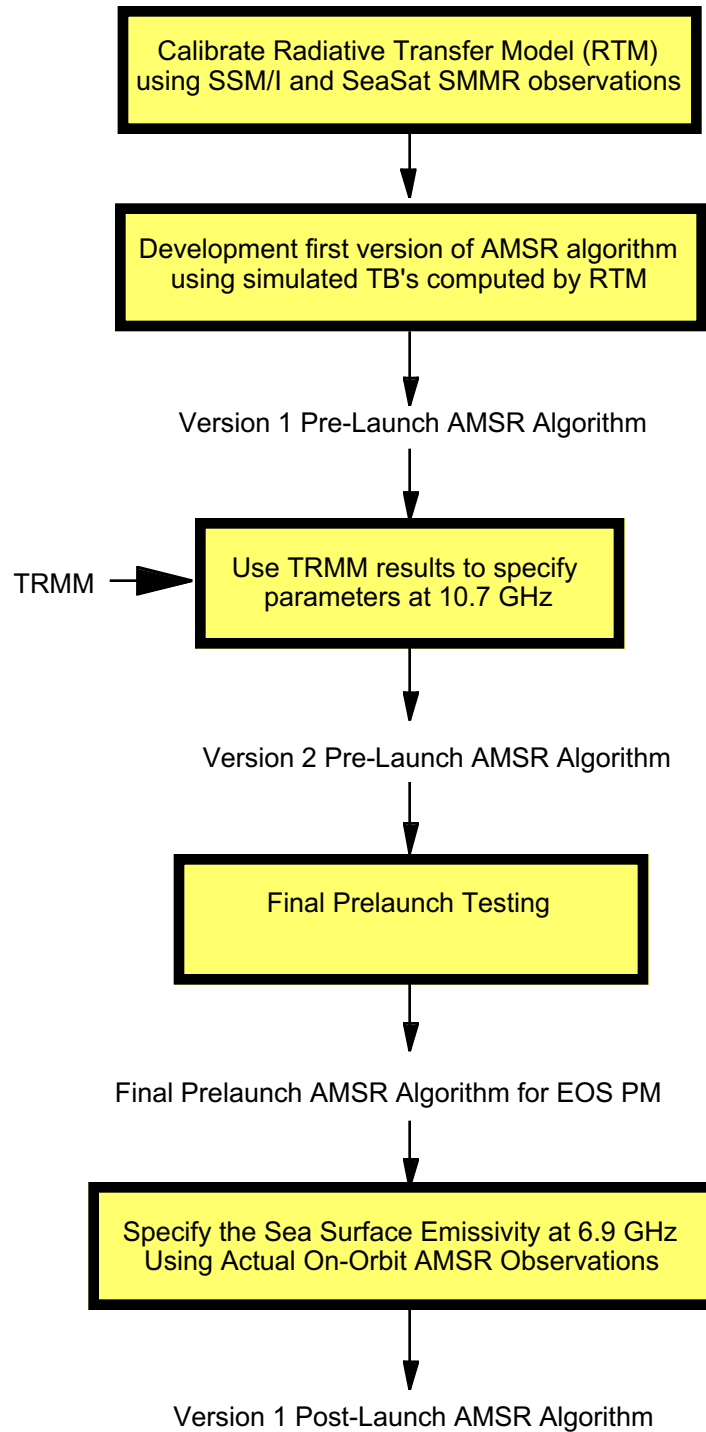 Calibrate Radiative Transfer Model (RTM)
using SSM/I and SeaSat SMMR observations
Development first version of AMSR algorithm
using simulated TB's computed by RTM
Version 1 Pre-Launch AMSR Algorithm
TRMM
Use TRMM results to specify
parameters at 10.7 GHz
Version 2 Pre-Launch AMSR Algorithm
Final Prelaunch Testing
Final Prelaunch AMSR Algorithm for EOS PM
Specify the Sea Surface Emissivity at 6.9 GHz
Using Actual On-Orbit AMSR Observations
Version 1 Post-Launch AMSR Algorithm